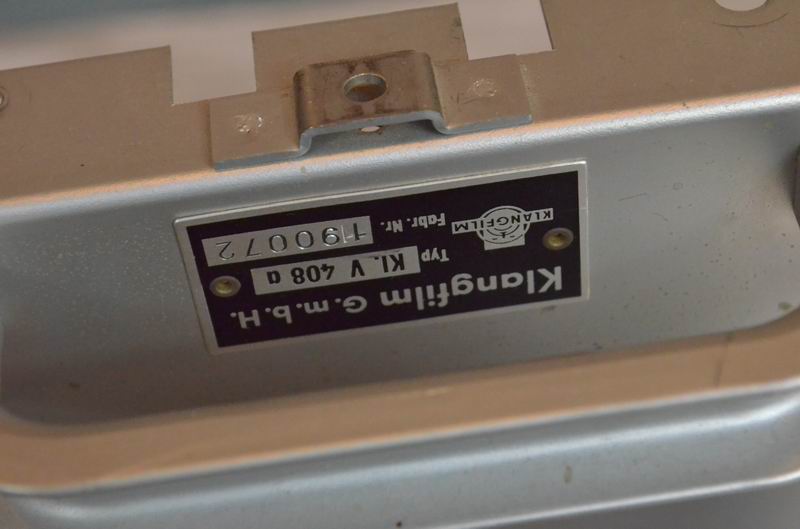 Klangfilm G.m.b.H.
Typ Kl. V 408 a
KLANGFILM
Fabr. Nr. 190072